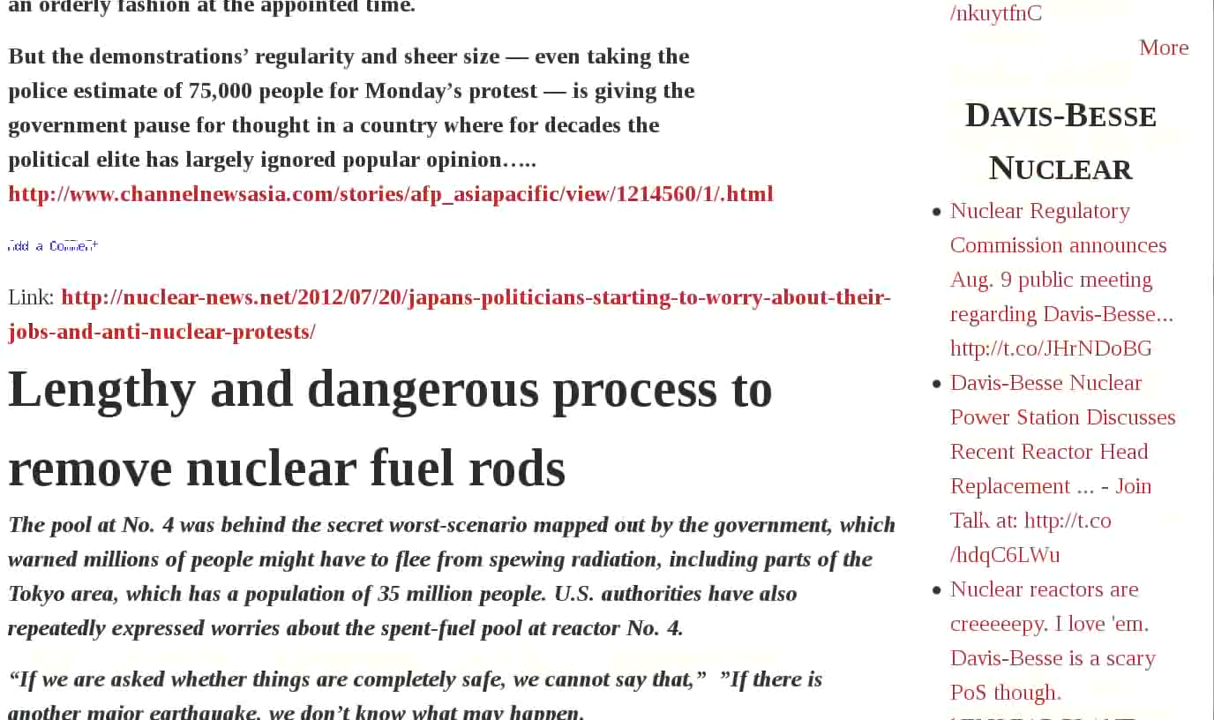 an orderly fashion at the appointed time.
But the demonstrations’ regularity and sheer size — even taking the
police estimate of 75,000 people for Monday’s protest — is giving the
government pause for thought in a country where for decades the
political elite has largely ignored popular opinion…..
http://www.channelnewsasia.com/stories/afp_asiapacific/view/1214560/1/.html
Add a Comment
Link: http://nuclear-news.net/2012/07/20/japans-politicians-starting-to-worry-about-their-
jobs-and-anti-nuclear-protests/
Lengthy and dangerous process to
remove nuclear fuel rods
The pool at No. 4 was behind the secret worst-scenario mapped out by the government, which
warned millions of people might have to flee from spewing radiation, including parts of the
Tokyo area, which has a population of 35 million people. U.S. authorities have also
repeatedly expressed worries about the spent-fuel pool at reactor No. 4.
“If we are asked whether things are completely safe, we cannot say that,” ”If there is
another major earthquake, we don’t know what may happen.
/nkuytfnC
More
DAVIS-BESSE
NUCLEAR
• Nuclear Regulatory
Commission announces
Aug. 9 public meeting
regarding Davis-Besse...
http://t.co/JHrNDoBG
• Davis-Besse Nuclear
Power Station Discusses
Recent Reactor Head
Replacement ... - Join
Talk at: http://t.co
/hdqC6LWu
• Nuclear reactors are
creeeeepy. I love 'em.
Davis-Besse is a scary
PoS though.